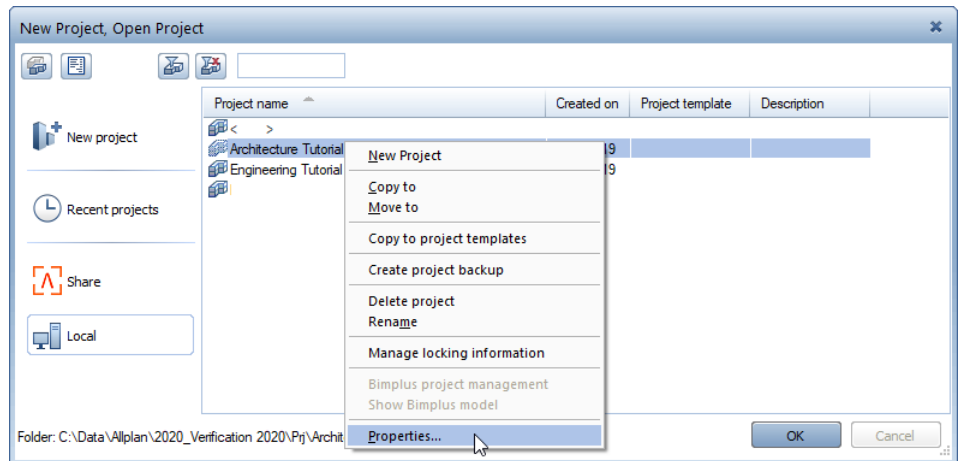 New Project, Open Project
Project name Created on Project template Description
New project
Recent projects
Share
Local
< >
Architecture Tutorial 19
Engineering Tutorial 19
New Project
Copy to
Move to
Copy to project templates
Create project backup
Delete project
Rename
Manage locking information
Bimplus project management
Show Bimplus model
Properties...
Folder: C:\Data\Allplan\2020_Verification 2020\Prj\Archit
OK Cancel